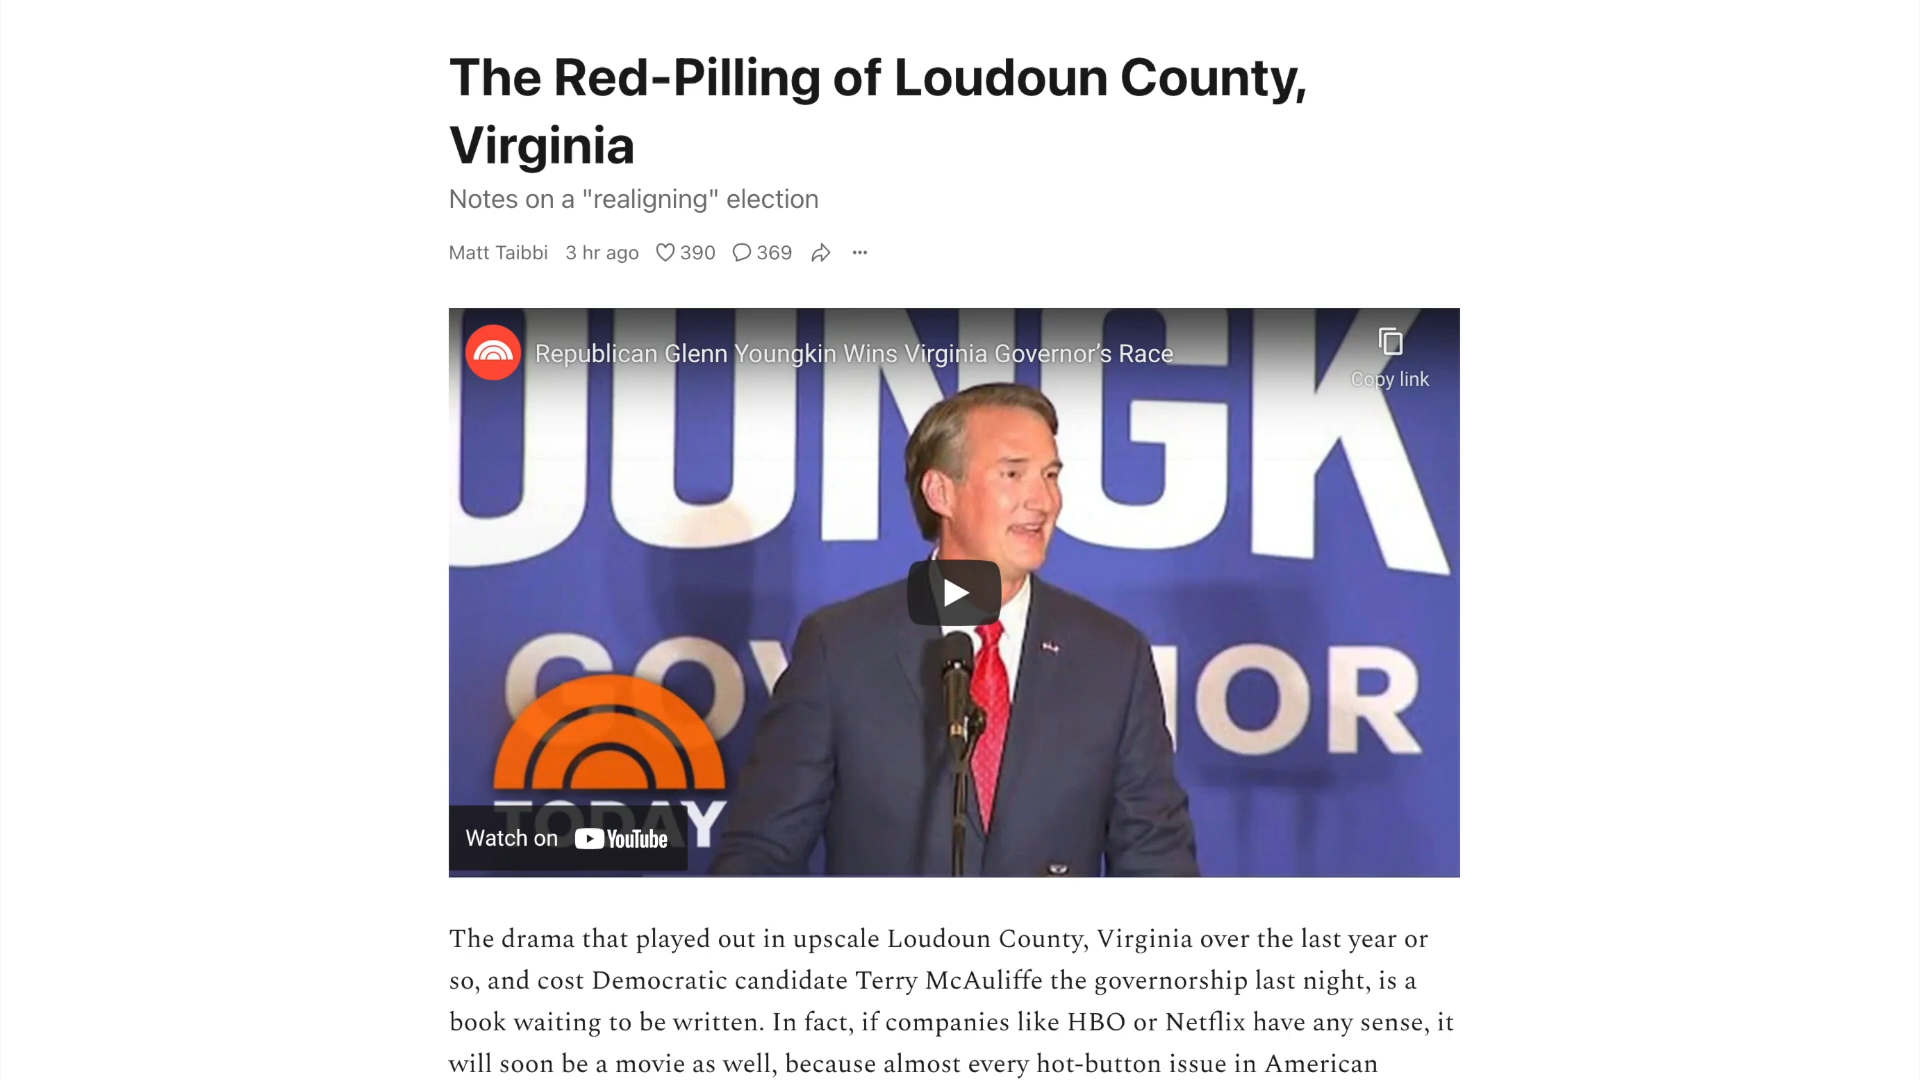 The Red-Pilling of Loudoun County,
Virginia
Notes on a "realigning" election
Matt Taibbi 3 hr ago 390 369
Republican Glenn Youngkin Wins Virginia Governor’s Race
Copy link
OUNGK
GOV NOR
TODAY
Watch on YouTube
The drama that played out in upscale Loudoun County, Virginia over the last year or
so, and cost Democratic candidate Terry McAuliffe the governorship last night, is a
book waiting to be written. In fact, if companies like HBO or Netflix have any sense, it
will soon be a movie as well, because almost every hot-button issue in American